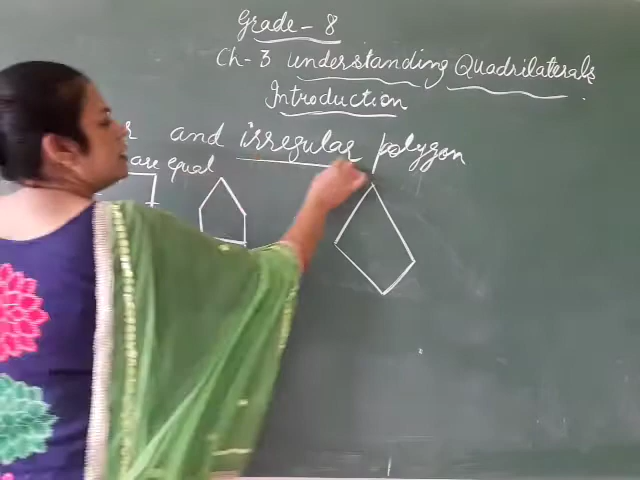 Grade - 8
Ch - 3 Understanding Quadrilaterals
Introduction
and irregular polygon
are equal